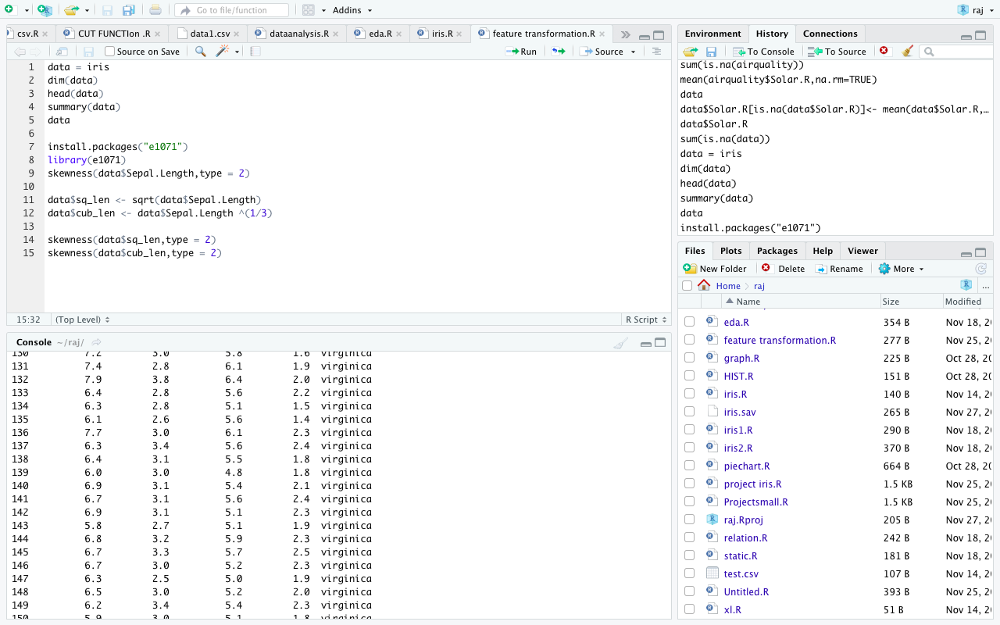 Go to file/function
Addins
raj
csv.R
CUT FUNCTIon .R
data1.csv
dataanalysis.R
eda.R
iris.R
feature transformation.R
Source on Save
Run
Source
1 data = iris
2 dim(data)
3 head(data)
4 summary(data)
5 data
6
7 install.packages("e1071")
8 library(e1071)
9 skewness(data$Sepal.Length,type = 2)
10
11 data$sq_len <- sqrt(data$Sepal.Length)
12 data$cub_len <- data$Sepal.Length ^(1/3)
13
14 skewness(data$sq_len,type = 2)
15 skewness(data$cub_len,type = 2)
15:32 (Top Level) R Script
Console ~/raj/
130 7.2 3.0 5.8 1.6 virginica
131 7.4 2.8 6.1 1.9 virginica
132 7.9 3.8 6.4 2.0 virginica
133 6.4 2.8 5.6 2.2 virginica
134 6.3 2.8 5.1 1.5 virginica
135 6.1 2.6 5.6 1.4 virginica
136 7.7 3.0 6.1 2.3 virginica
137 6.3 3.4 5.6 2.4 virginica
138 6.4 3.1 5.5 1.8 virginica
139 6.0 3.0 4.8 1.8 virginica
140 6.9 3.1 5.4 2.1 virginica
141 6.7 3.1 5.6 2.4 virginica
142 6.9 3.1 5.1 2.3 virginica
143 5.8 2.7 5.1 1.9 virginica
144 6.8 3.2 5.9 2.3 virginica
145 6.7 3.3 5.7 2.5 virginica
146 6.7 3.0 5.2 2.3 virginica
147 6.3 2.5 5.0 1.9 virginica
148 6.5 3.0 5.2 2.0 virginica
149 6.2 3.4 5.4 2.3 virginica
150 5.9 3.0 5.1 1.8 virginica
Environment History Connections
To Console To Source
sum(is.na(airquality))
mean(airquality$Solar.R,na.rm=TRUE)
data
data$Solar.R[is.na(data$Solar.R)]<- mean(data$Solar.R,…
data$Solar.R
sum(is.na(data))
data = iris
dim(data)
head(data)
summary(data)
data
install.packages("e1071")
Files Plots Packages Help Viewer
New Folder Delete Rename More
Home raj ...
Name Size Modified
eda.R 354 B Nov 18, 20
feature transformation.R 277 B Nov 25, 20
graph.R 225 B Oct 28, 20
HIST.R 151 B Oct 28, 20
iris.R 140 B Nov 14, 20
iris.sav 265 B Nov 27, 20
iris1.R 290 B Nov 18, 20
iris2.R 370 B Nov 18, 20
piechart.R 664 B Oct 28, 20
project iris.R 1.5 KB Nov 25, 20
Projectsmall.R 1.5 KB Nov 25, 20
raj.Rproj 205 B Nov 27, 20
relation.R 242 B Nov 18, 20
static.R 181 B Nov 18, 20
test.csv 107 B Nov 14, 20
Untitled.R 393 B Nov 25, 20
xl.R 51 B Nov 14, 20